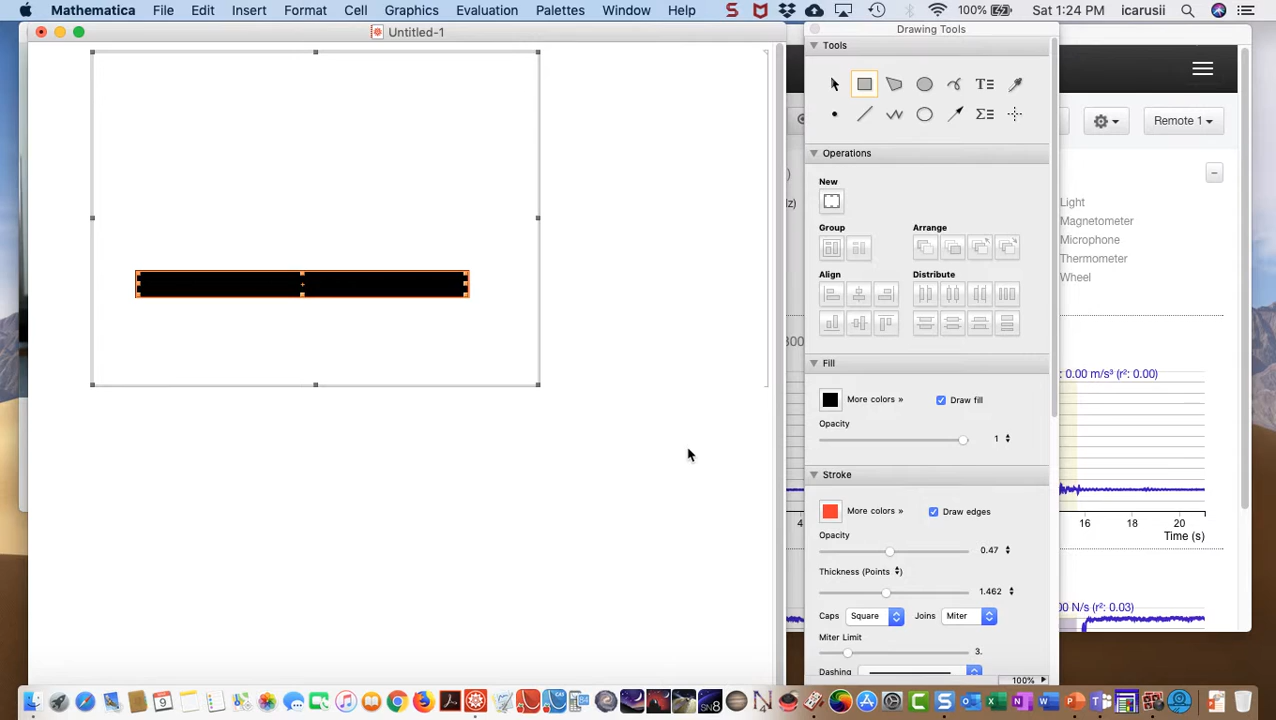 Mathematica File Edit Insert Format Cell Graphics Evaluation Palettes Window Help 100% Sat 1:24 PM icarusii
Untitled-1
Drawing Tools
Tools
Operations
New
Group Arrange
Align Distribute
Fill
More colors » Draw fill
Opacity
1
Stroke
More colors » Draw edges
Opacity
0.47
Thickness (Points)
1.462
Caps Square Joins Miter
Miter Limit
3.
Dashing
100%
Remote 1
Light
z)
Magnetometer
Microphone
Thermometer
Wheel
300
: 0.00 m/s³ (r²: 0.00)
4 16 18 20
Time (s)
00 N/s (r²: 0.03)
SN8